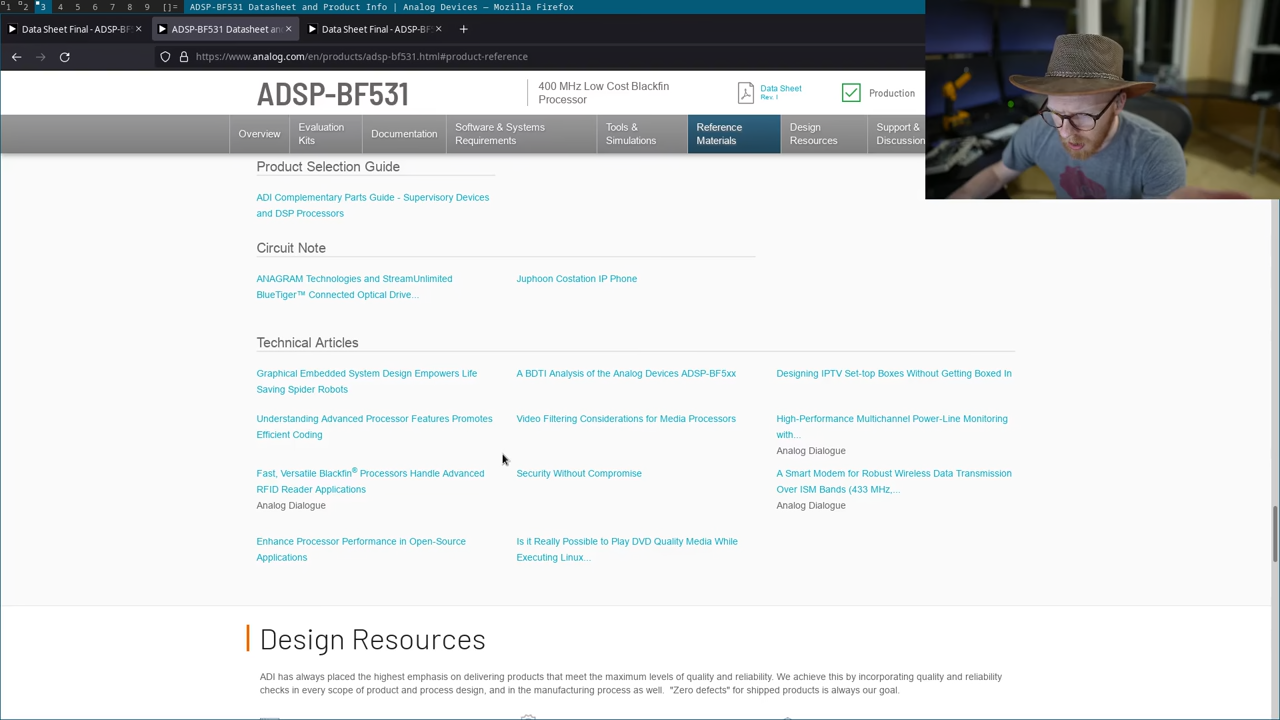 1 2 3 4 5 6 7 8 9 []= ADSP-BF531 Datasheet and Product Info | Analog Devices — Mozilla Firefox
Data Sheet Final - ADSP-BF ADSP-BF531 Datasheet an Data Sheet Final - ADSP-BF
https://www.analog.com/en/products/adsp-bf531.html#product-reference
ADSP-BF531
400 MHz Low Cost Blackfin
Processor
Data Sheet
Rev. I
Production
Overview
Evaluation
Kits
Documentation
Software & Systems
Requirements
Tools &
Simulations
Reference
Materials
Design
Resources
Support &
Discussion
Product Selection Guide
ADI Complementary Parts Guide - Supervisory Devices
and DSP Processors
Circuit Note
ANAGRAM Technologies and StreamUnlimited
BlueTiger™ Connected Optical Drive...
Juphoon Costation IP Phone
Technical Articles
Graphical Embedded System Design Empowers Life
Saving Spider Robots
A BDTI Analysis of the Analog Devices ADSP-BF5xx
Designing IPTV Set-top Boxes Without Getting Boxed In
Understanding Advanced Processor Features Promotes
Efficient Coding
Video Filtering Considerations for Media Processors
High-Performance Multichannel Power-Line Monitoring
with...
Analog Dialogue
Fast, Versatile Blackfin® Processors Handle Advanced
RFID Reader Applications
Analog Dialogue
Security Without Compromise
A Smart Modem for Robust Wireless Data Transmission
Over ISM Bands (433 MHz,...
Analog Dialogue
Enhance Processor Performance in Open-Source
Applications
Is it Really Possible to Play DVD Quality Media While
Executing Linux...
Design Resources
ADI has always placed the highest emphasis on delivering products that meet the maximum levels of quality and reliability. We achieve this by incorporating quality and reliability
checks in every scope of product and process design, and in the manufacturing process as well. "Zero defects" for shipped products is always our goal.